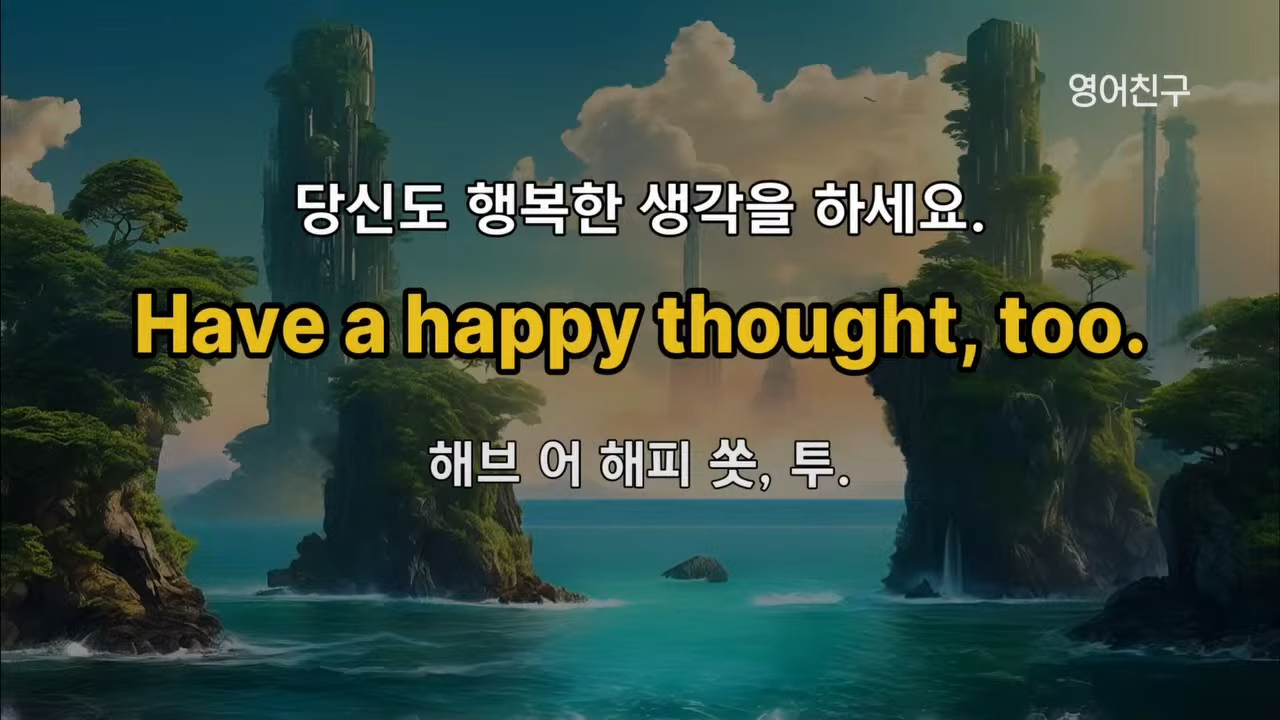 영어친구
당신도 행복한 생각을 하세요.
Have a happy thought, too.
해브 어 해피 쏫, 투.